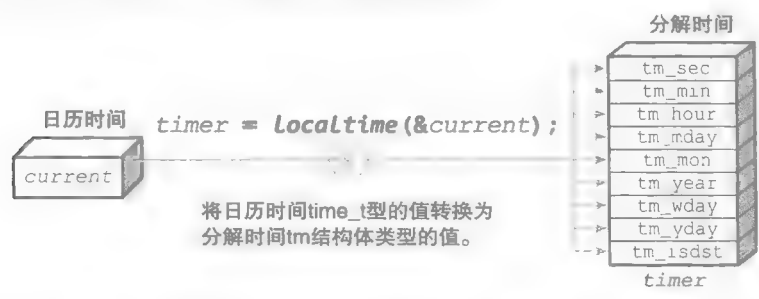 分解时间
tm_sec
tm_min
tm_hour
tm_mday
tm_mon
tm_year
tm_wday
tm_yday
tm_isdst
timer
日历时间
current
timer = localtime(&current);
将日历时间time_t型的值转换为
分解时间tm结构体类型的值。